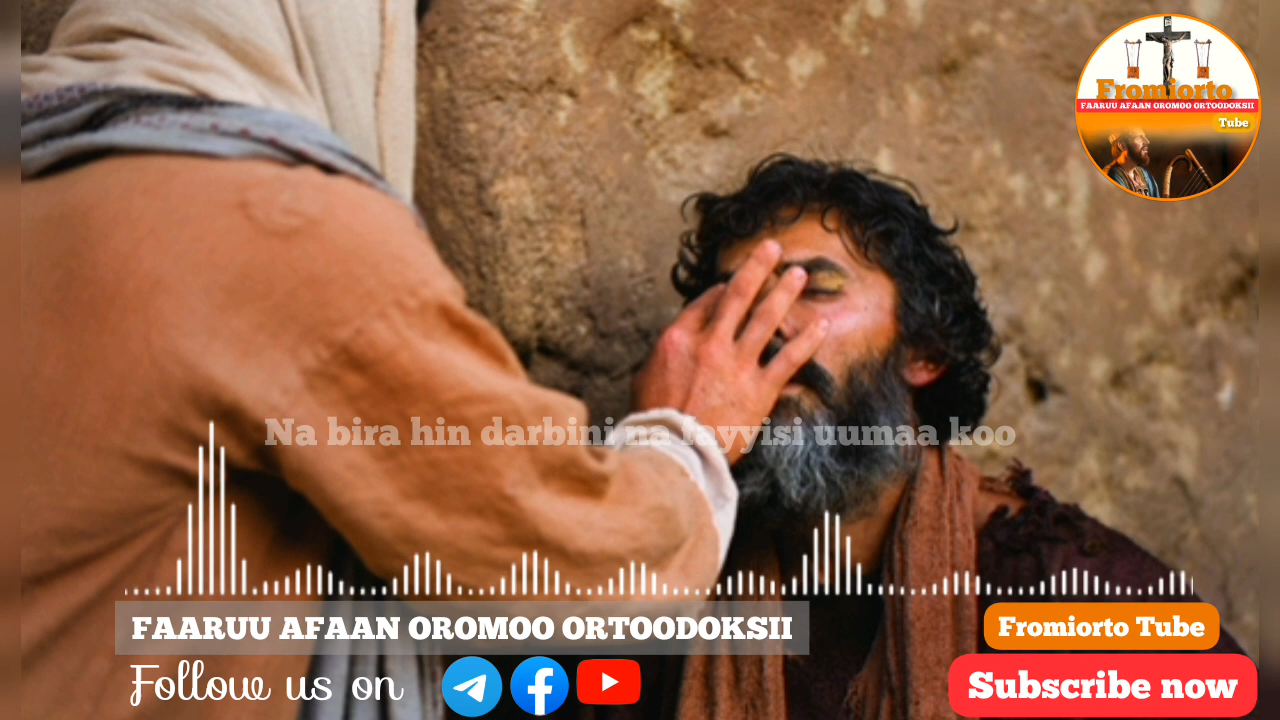 Fromiorto
FAARUU AFAAN OROMOO ORTOODOKSII
Tube
Na bira hin darbini na fayyisi uumaa koo
FAARUU AFAAN OROMOO ORTOODOKSII
Fromiorto Tube
Follow us on
Subscribe now